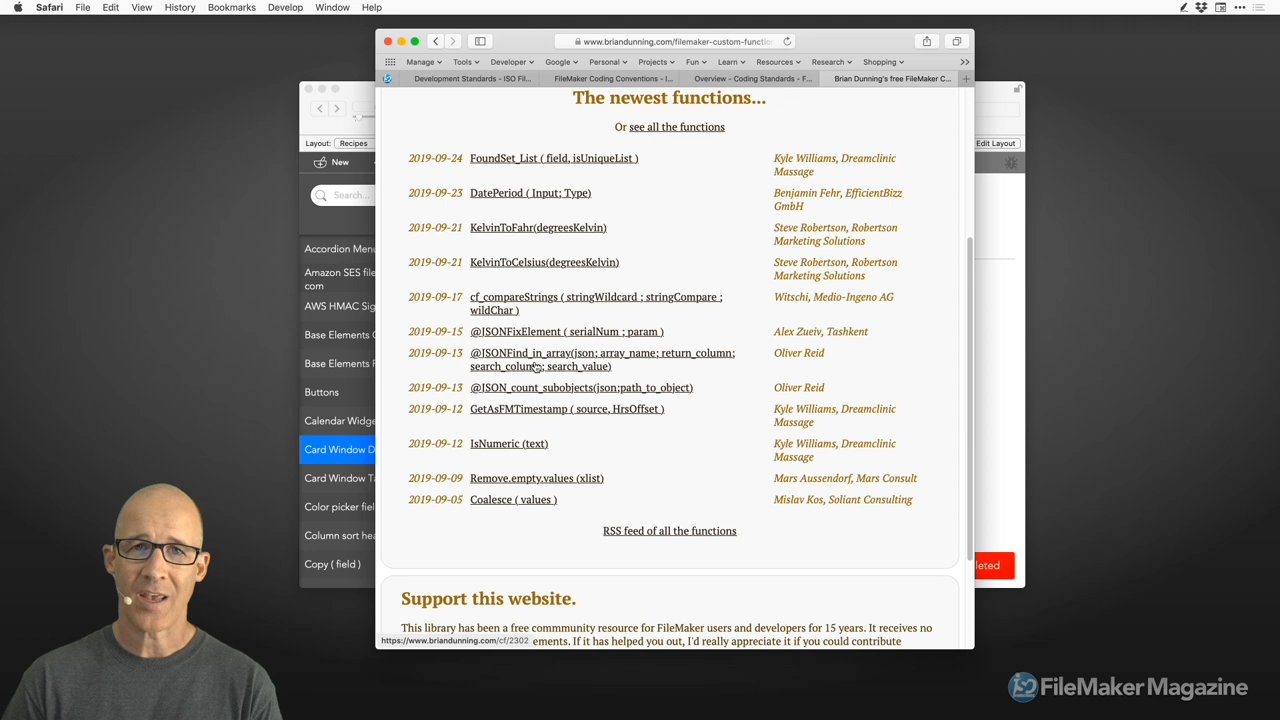 Safari File Edit View History Bookmarks Develop Window Help
www.briandunning.com/filemaker-custom-functio
Manage Tools Developer Google Personal Projects Fun Learn Resources Research Shopping
Development Standards - ISO Fil... FileMaker Coding Conventions - I... Overview - Coding Standards - F... Brian Dunning's free FileMaker C...
Layout: Recipes
Edit Layout
New
Search...
Accordion Menu
Amazon SES file
com
AWS HMAC Sig
Base Elements C
Base Elements F
Buttons
Calendar Widge
Card Window D
Card Window Ta
Color picker fiel
Column sort hea
Copy ( field )
leted
The newest functions...
Or see all the functions
2019-09-24 FoundSet_List ( field, isUniqueList ) Kyle Williams, Dreamclinic
Massage
2019-09-23 DatePeriod ( Input; Type) Benjamin Fehr, EfficientBizz
GmbH
2019-09-21 KelvinToFahr(degreesKelvin) Steve Robertson, Robertson
Marketing Solutions
2019-09-21 KelvinToCelsius(degreesKelvin) Steve Robertson, Robertson
Marketing Solutions
2019-09-17 cf_compareStrings ( stringWildcard ; stringCompare ; Witschi, Medio-Ingeno AG
wildChar )
2019-09-15 @JSONFixElement ( serialNum ; param ) Alex Zueiv, Tashkent
2019-09-13 @JSONFind_in_array(json; array_name; return_column; Oliver Reid
search_column; search_value)
2019-09-13 @JSON_count_subobjects(json;path_to_object) Oliver Reid
2019-09-12 GetAsFMTimestamp ( source, HrsOffset ) Kyle Williams, Dreamclinic
Massage
2019-09-12 IsNumeric (text) Kyle Williams, Dreamclinic
Massage
2019-09-09 Remove.empty.values (xlist) Mars Aussendorf, Mars Consult
2019-09-05 Coalesce ( values ) Mislav Kos, Soliant Consulting
RSS feed of all the functions
Support this website.
This library has been a free commmunity resource for FileMaker users and developers for 15 years. It receives no
https://www.briandunning.com/cf/2302 ements. If it has helped you out, I'd really appreciate it if you could contribute
FileMaker Magazine